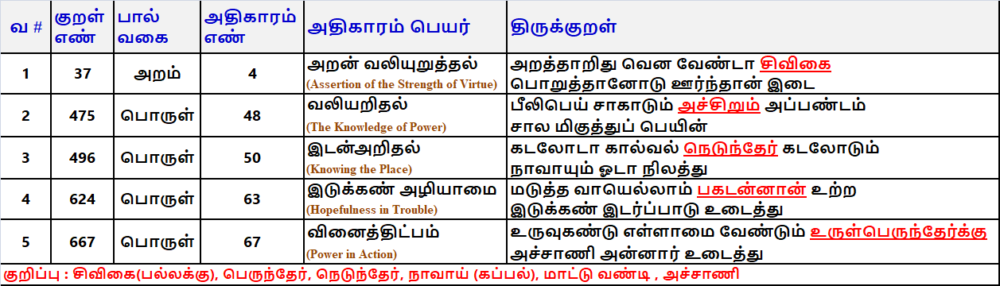 வ # குறள் எண் பால் வகை அதிகாரம் எண் அதிகாரம் பெயர் திருக்குறள்
1 37 அறம் 4 அறன் வலியுறுத்தல் (Assertion of the Strength of Virtue) அறத்தாறிது வென வேண்டா சிவிகை
பொறுத்தானோடு ஊர்ந்தான் இடை
2 475 பொருள் 48 வலியறிதல் (The Knowledge of Power) பீலிபெய் சாகாடும் அச்சிறும் அப்பண்டம்
சால மிகுத்துப் பெயின்
3 496 பொருள் 50 இடன்அறிதல் (Knowing the Place) கடலோடா கால்வல் நெடுந்தேர் கடலோடும்
நாவாயும் ஓடா நிலத்து
4 624 பொருள் 63 இடுக்கண் அழியாமை (Hopefulness in Trouble) மடுத்த வாயெல்லாம் பகடன்னான் உற்ற
இடுக்கண் இடர்ப்பாடு உடைத்து
5 667 பொருள் 67 வினைத்திட்பம் (Power in Action) உருவுகண்டு எள்ளாமை வேண்டும் உருள்பெருந்தேர்க்கு
அச்சாணி அன்னார் உடைத்து
குறிப்பு : சிவிகை(பல்லக்கு), பெருந்தேர், நெடுந்தேர், நாவாய் (கப்பல்), மாட்டு வண்டி , அச்சாணி